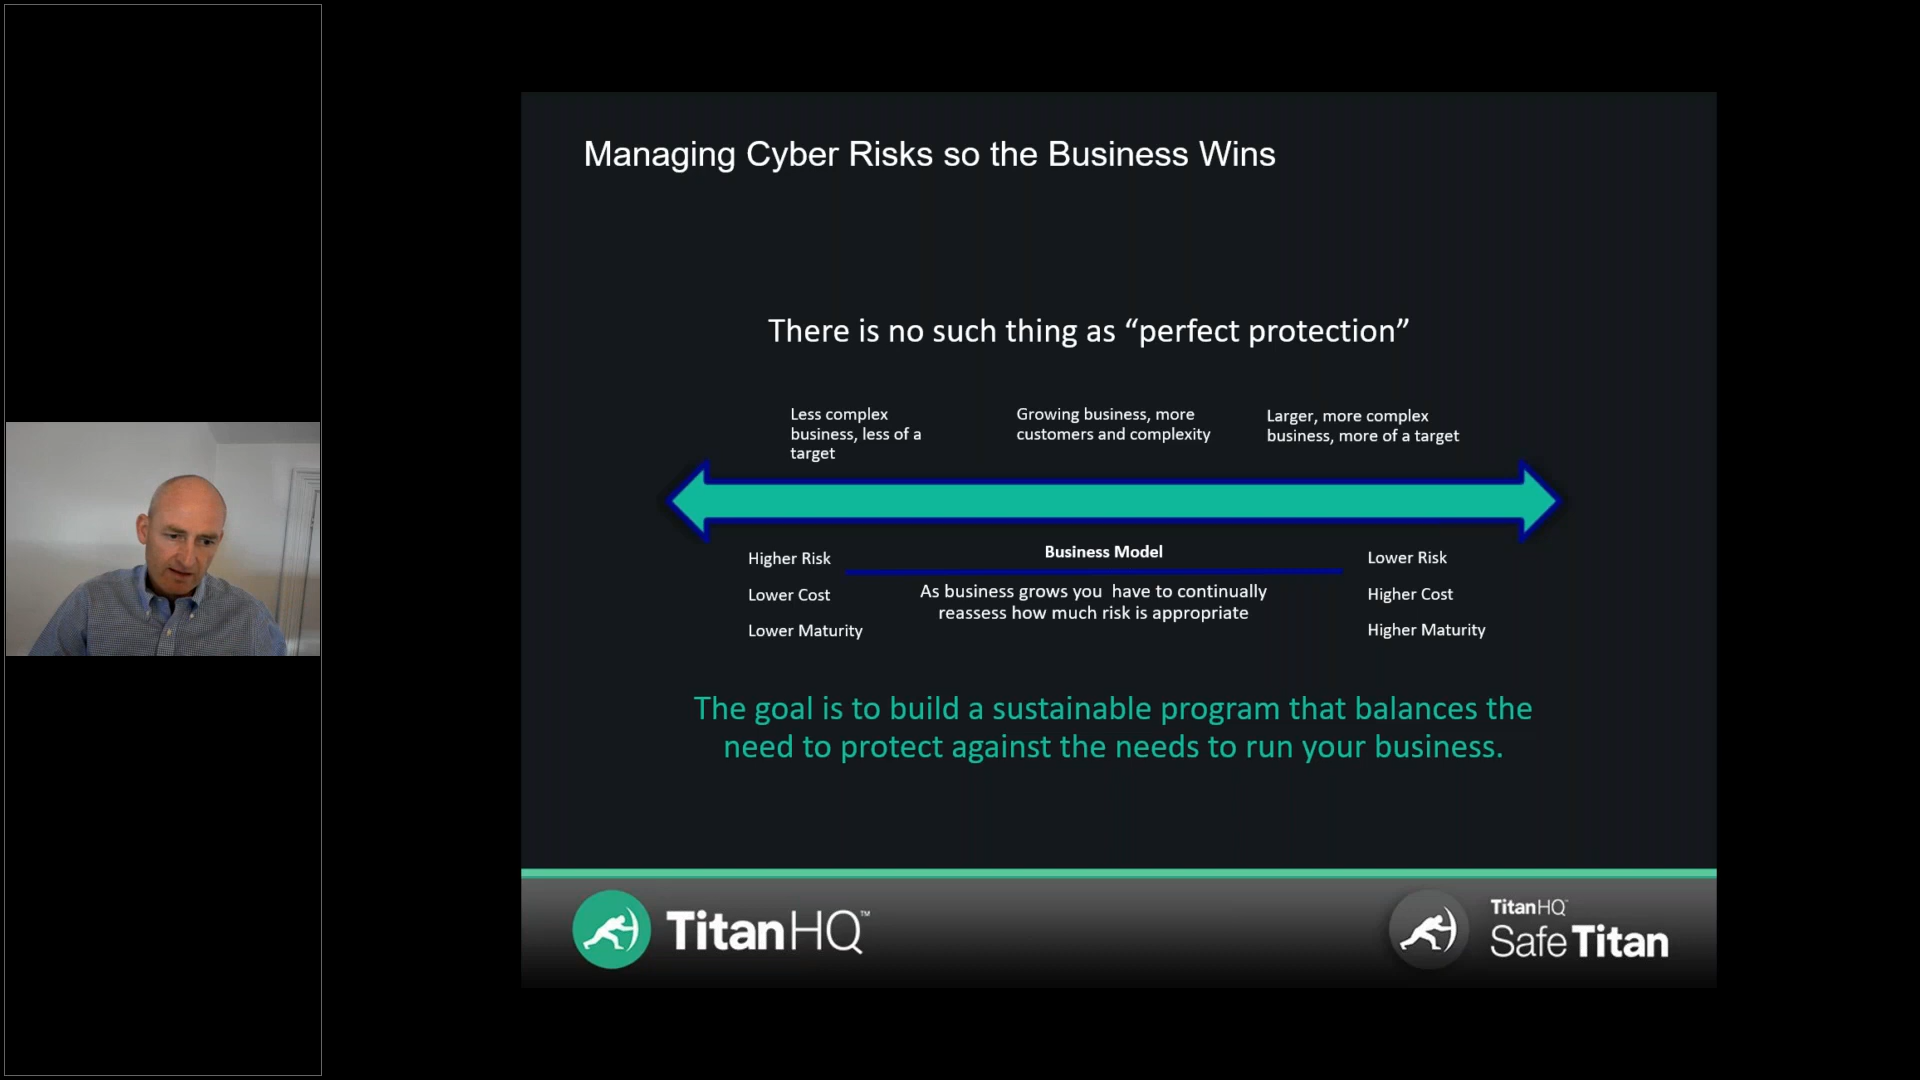 Managing Cyber Risks so the Business Wins
There is no such thing as “perfect protection”
Less complex
business, less of a
target
Growing business, more
customers and complexity
Larger, more complex
business, more of a target
Higher Risk
Lower Cost
Lower Maturity
Business Model
As business grows you  have to continually
reassess how much risk is appropriate
Lower Risk
Higher Cost
Higher Maturity
The goal is to build a sustainable program that balances the
need to protect against the needs to run your business.
TitanHQ™
TitanHQ™
SafeTitan